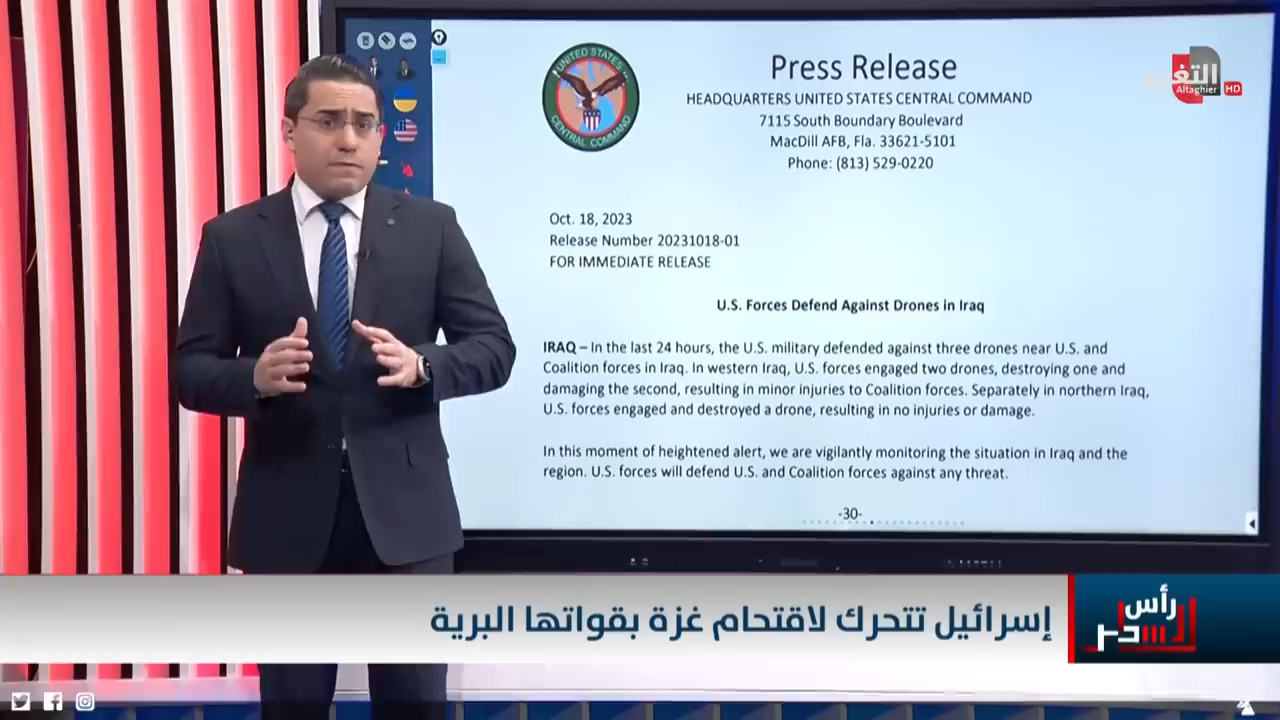 UNITED STATES
CENTRAL COMMAND
Press Release
HEADQUARTERS UNITED STATES CENTRAL COMMAND
7115 South Boundary Boulevard
MacDill AFB, Fla. 33621-5101
Phone: (813) 529-0220
التغيير
Altaghier HD
Oct. 18, 2023
Release Number 20231018-01
FOR IMMEDIATE RELEASE
U.S. Forces Defend Against Drones in Iraq
IRAQ – In the last 24 hours, the U.S. military defended against three drones near U.S. and
Coalition forces in Iraq. In western Iraq, U.S. forces engaged two drones, destroying one and
damaging the second, resulting in minor injuries to Coalition forces. Separately in northern Iraq,
U.S. forces engaged and destroyed a drone, resulting in no injuries or damage.
In this moment of heightened alert, we are vigilantly monitoring the situation in Iraq and the
region. U.S. forces will defend U.S. and Coalition forces against any threat.
-30-
رأس
السطر
إسرائيل تتحرك لاقتحام غزة بقواتها البرية